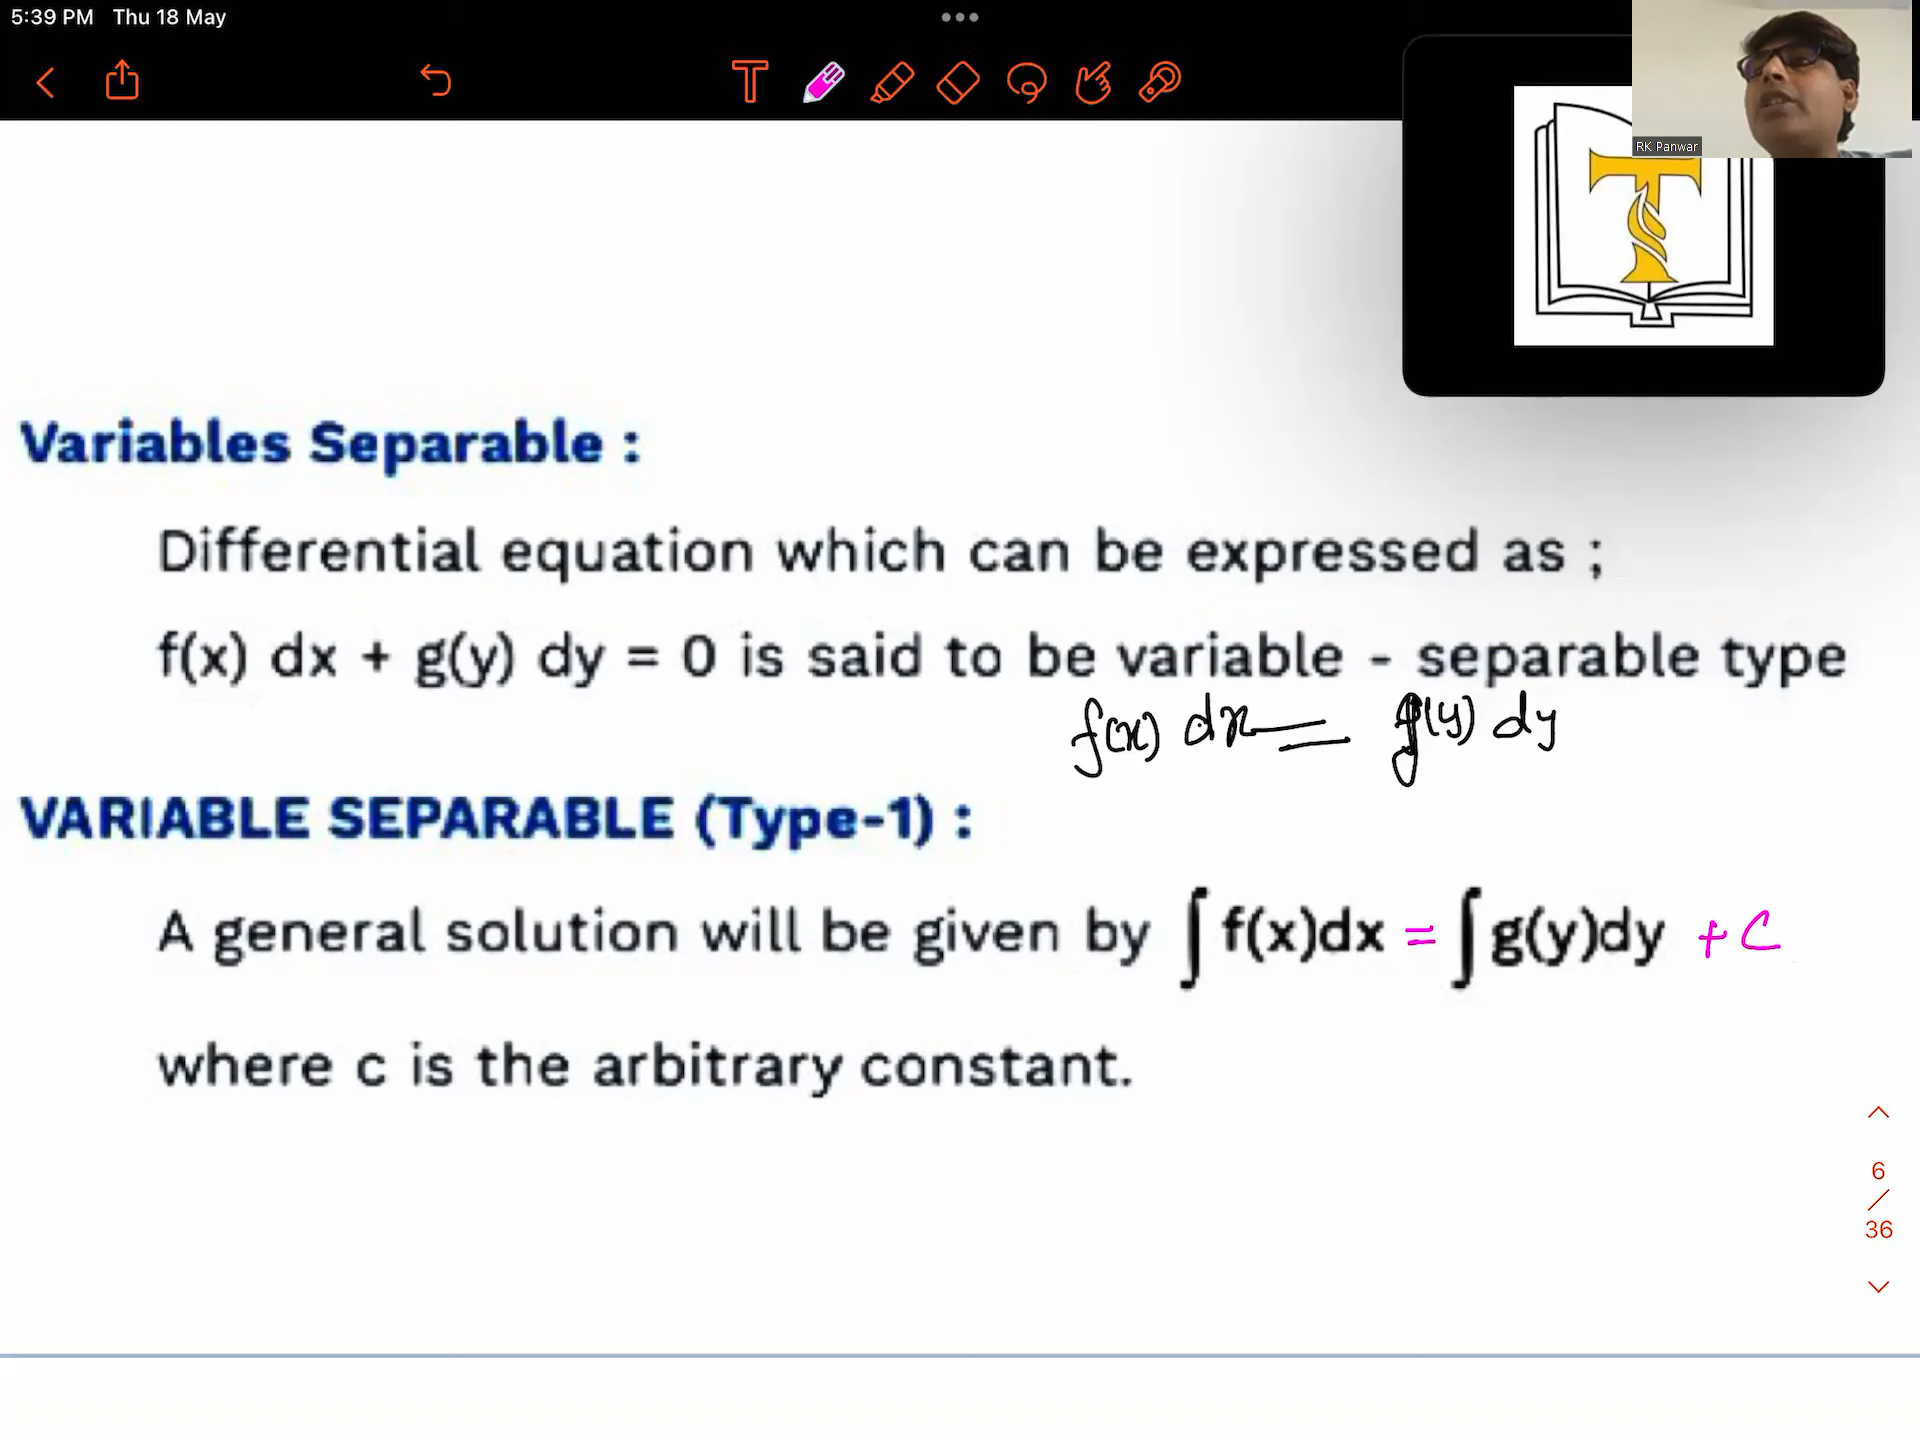 5:39 PM Thu 18 May
RK Panwar
Variables Separable :
Differential equation which can be expressed as ;
f(x) dx + g(y) dy = 0 is said to be variable - separable type
f(x) dx = g(y) dy
VARIABLE SEPARABLE (Type-1) :
A general solution will be given by ∫ f(x)dx = ∫ g(y)dy + C
where c is the arbitrary constant.
6
/
36